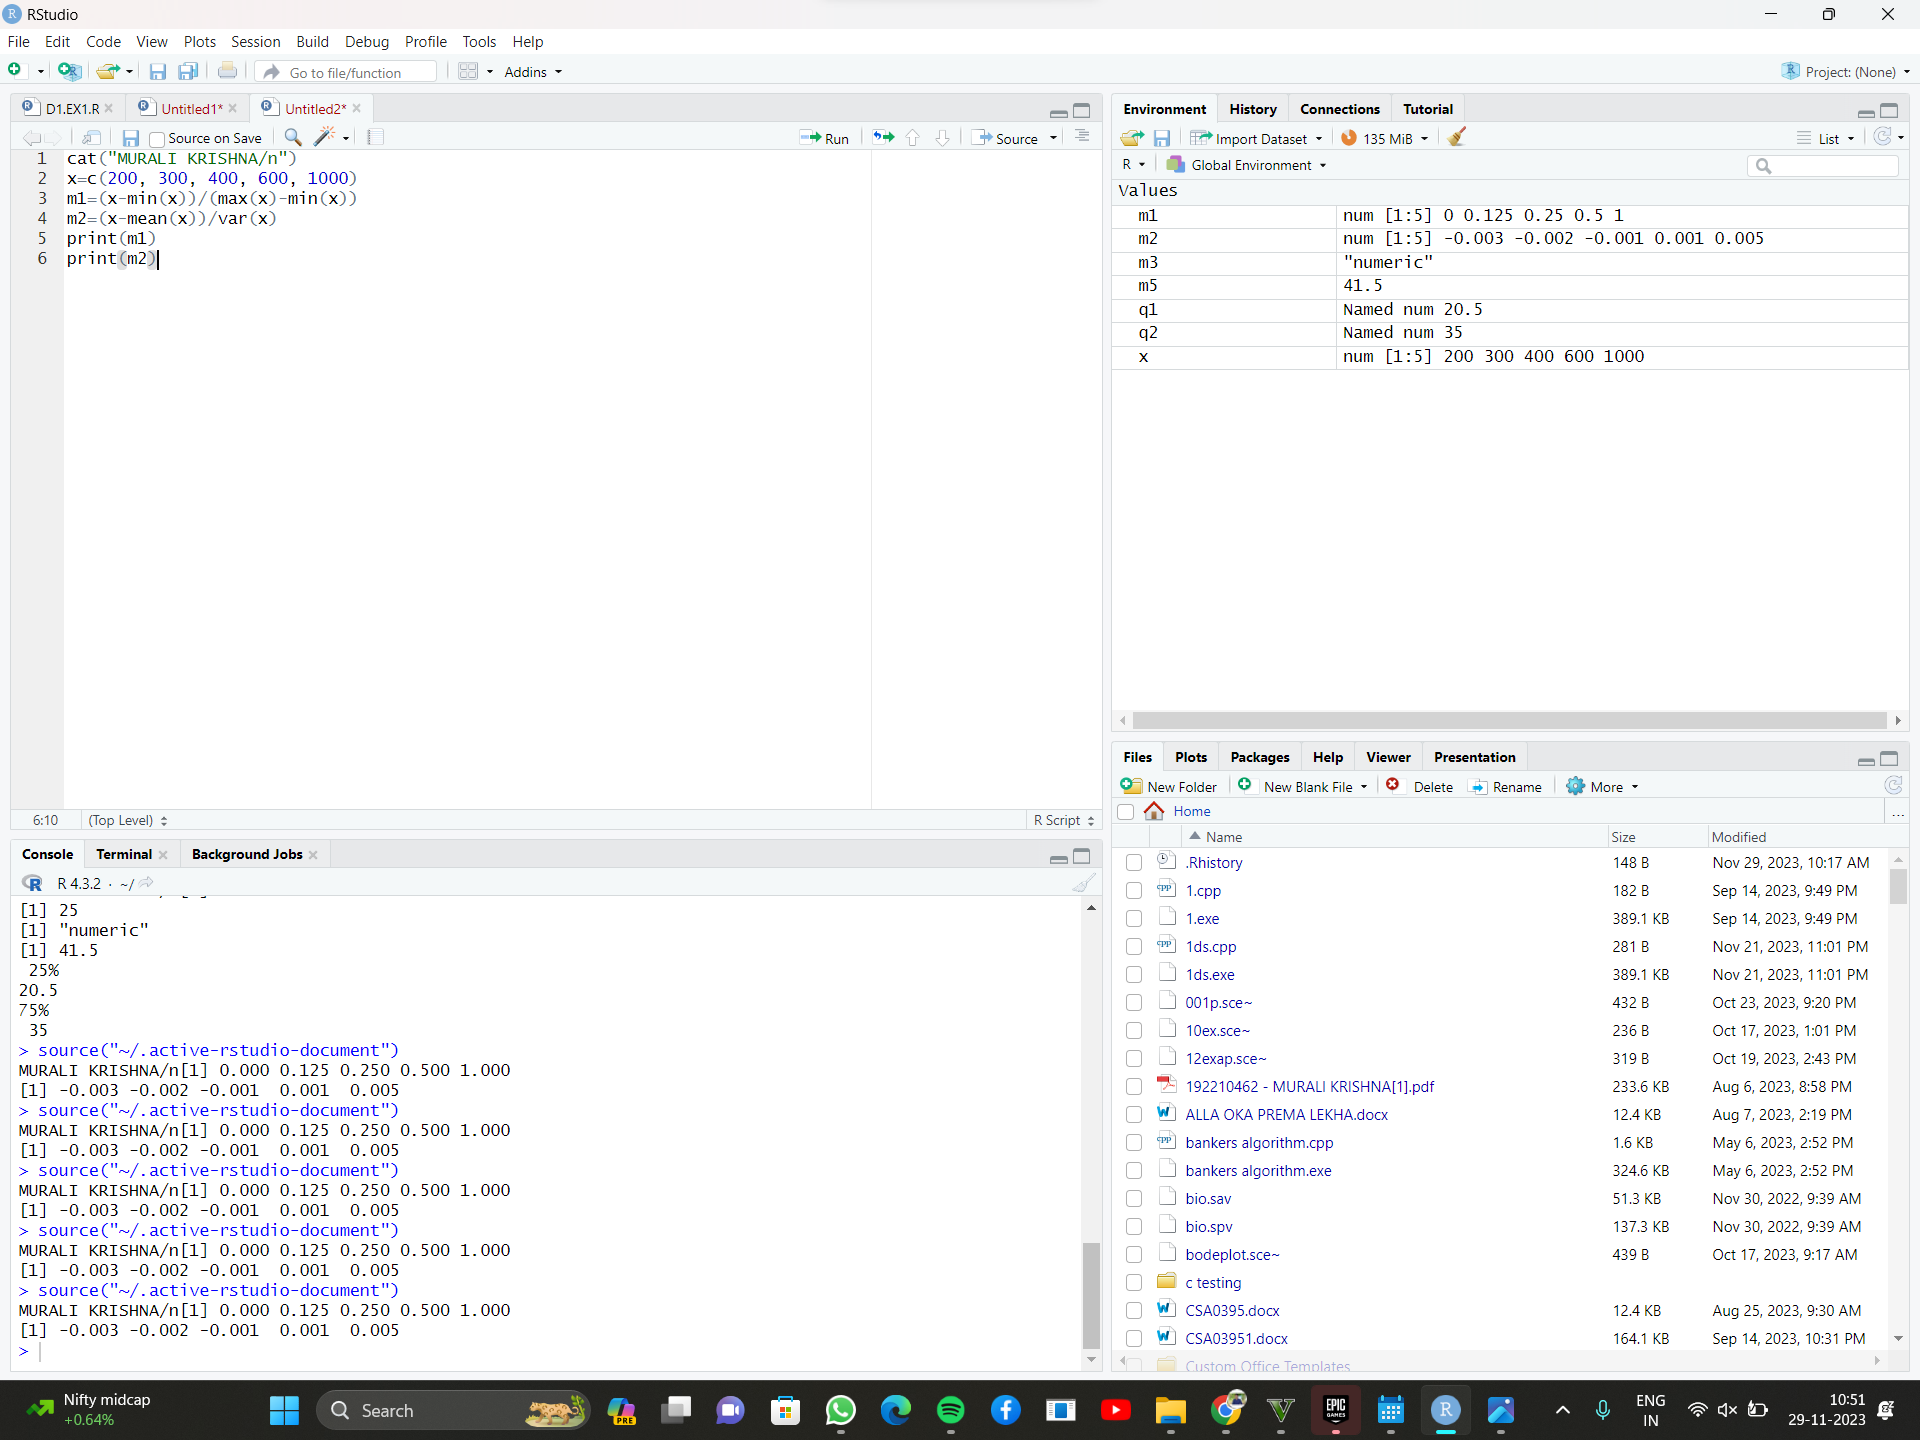 RStudio
File Edit Code View Plots Session Build Debug Profile Tools Help
Go to file/function Addins Project: (None)
D1.EX1.R Untitled1* Untitled2*
Source on Save Run Source
1 cat("MURALI KRISHNA/n")
2 x=c(200, 300, 400, 600, 1000)
3 m1=(x-min(x))/(max(x)-min(x))
4 m2=(x-mean(x))/var(x)
5 print(m1)
6 print(m2)
6:10 (Top Level) R Script
Console Terminal Background Jobs
R 4.3.2 · ~/
[1] 25
[1] "numeric"
[1] 41.5
25%
20.5
75%
35
> source("~/.active-rstudio-document")
MURALI KRISHNA/n[1] 0.000 0.125 0.250 0.500 1.000
[1] -0.003 -0.002 -0.001 0.001 0.005
> source("~/.active-rstudio-document")
MURALI KRISHNA/n[1] 0.000 0.125 0.250 0.500 1.000
[1] -0.003 -0.002 -0.001 0.001 0.005
> source("~/.active-rstudio-document")
MURALI KRISHNA/n[1] 0.000 0.125 0.250 0.500 1.000
[1] -0.003 -0.002 -0.001 0.001 0.005
> source("~/.active-rstudio-document")
MURALI KRISHNA/n[1] 0.000 0.125 0.250 0.500 1.000
[1] -0.003 -0.002 -0.001 0.001 0.005
> source("~/.active-rstudio-document")
MURALI KRISHNA/n[1] 0.000 0.125 0.250 0.500 1.000
[1] -0.003 -0.002 -0.001 0.001 0.005
>
Environment History Connections Tutorial
Import Dataset 135 MiB List
R Global Environment
Values
m1 num [1:5] 0 0.125 0.25 0.5 1
m2 num [1:5] -0.003 -0.002 -0.001 0.001 0.005
m3 "numeric"
m5 41.5
q1 Named num 20.5
q2 Named num 35
x num [1:5] 200 300 400 600 1000
Files Plots Packages Help Viewer Presentation
New Folder New Blank File Delete Rename More
Home ...
Name Size Modified
.Rhistory 148 B Nov 29, 2023, 10:17 AM
1.cpp 182 B Sep 14, 2023, 9:49 PM
1.exe 389.1 KB Sep 14, 2023, 9:49 PM
1ds.cpp 281 B Nov 21, 2023, 11:01 PM
1ds.exe 389.1 KB Nov 21, 2023, 11:01 PM
001p.sce~ 432 B Oct 23, 2023, 9:20 PM
10ex.sce~ 236 B Oct 17, 2023, 1:01 PM
12exap.sce~ 319 B Oct 19, 2023, 2:43 PM
192210462 - MURALI KRISHNA[1].pdf 233.6 KB Aug 6, 2023, 8:58 PM
ALLA OKA PREMA LEKHA.docx 12.4 KB Aug 7, 2023, 2:19 PM
bankers algorithm.cpp 1.6 KB May 6, 2023, 2:52 PM
bankers algorithm.exe 324.6 KB May 6, 2023, 2:52 PM
bio.sav 51.3 KB Nov 30, 2022, 9:39 AM
bio.spv 137.3 KB Nov 30, 2022, 9:39 AM
bodeplot.sce~ 439 B Oct 17, 2023, 9:17 AM
c testing
CSA0395.docx 12.4 KB Aug 25, 2023, 9:30 AM
CSA03951.docx 164.1 KB Sep 14, 2023, 10:31 PM
Custom Office Templates
Nifty midcap
+0.64%
Search
PRE
EPIC GAMES
ENG
IN
10:51
29-11-2023